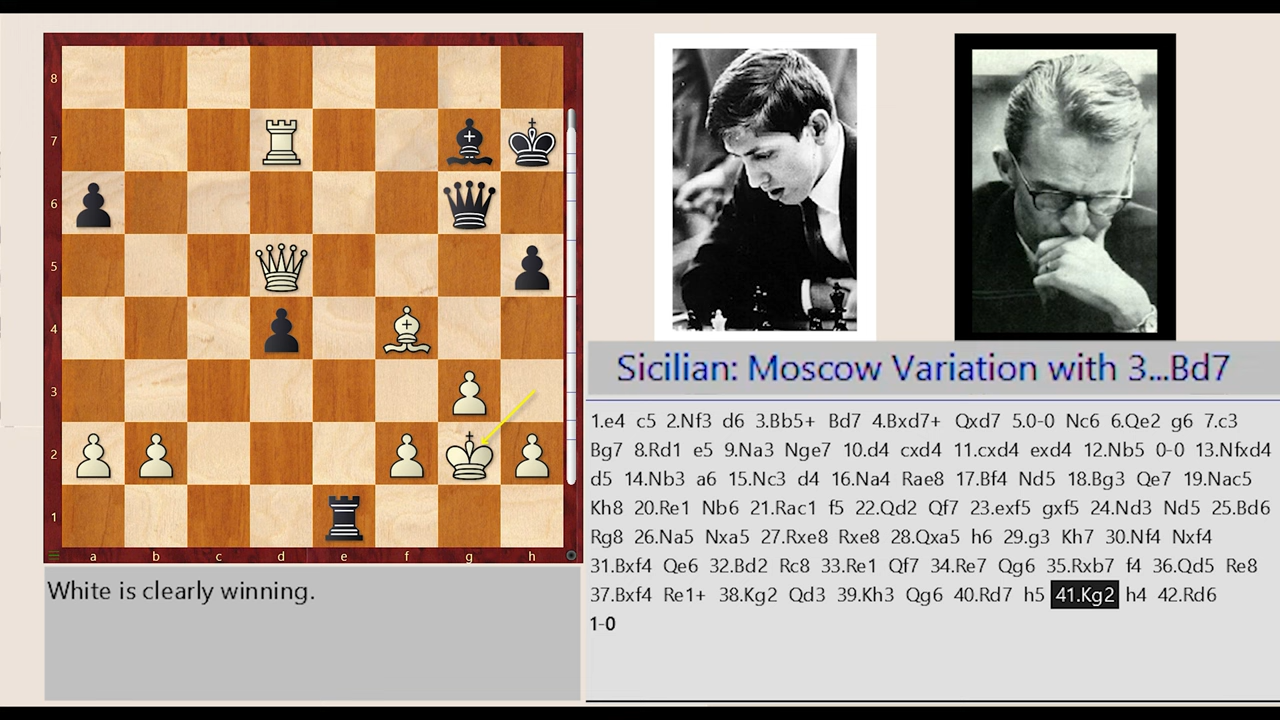 8
7
6
5
4
3
2
1
a b c d e f g h
White is clearly winning.
Sicilian: Moscow Variation with 3...Bd7
1.e4 c5 2.Nf3 d6 3.Bb5+ Bd7 4.Bxd7+ Qxd7 5.0-0 Nc6 6.Qe2 g6 7.c3
Bg7 8.Rd1 e5 9.Na3 Nge7 10.d4 cxd4 11.cxd4 exd4 12.Nb5 0-0 13.Nfxd4
d5 14.Nb3 a6 15.Nc3 d4 16.Na4 Rae8 17.Bf4 Nd5 18.Bg3 Qe7 19.Nac5
Kh8 20.Re1 Nb6 21.Rac1 f5 22.Qd2 Qf7 23.exf5 gxf5 24.Nd3 Nd5 25.Bd6
Rg8 26.Na5 Nxa5 27.Rxe8 Rxe8 28.Qxa5 h6 29.g3 Kh7 30.Nf4 Nxf4
31.Bxf4 Qe6 32.Bd2 Rc8 33.Re1 Qf7 34.Re7 Qg6 35.Rxb7 f4 36.Qd5 Re8
37.Bxf4 Re1+ 38.Kg2 Qd3 39.Kh3 Qg6 40.Rd7 h5 41.Kg2 h4 42.Rd6
1-0